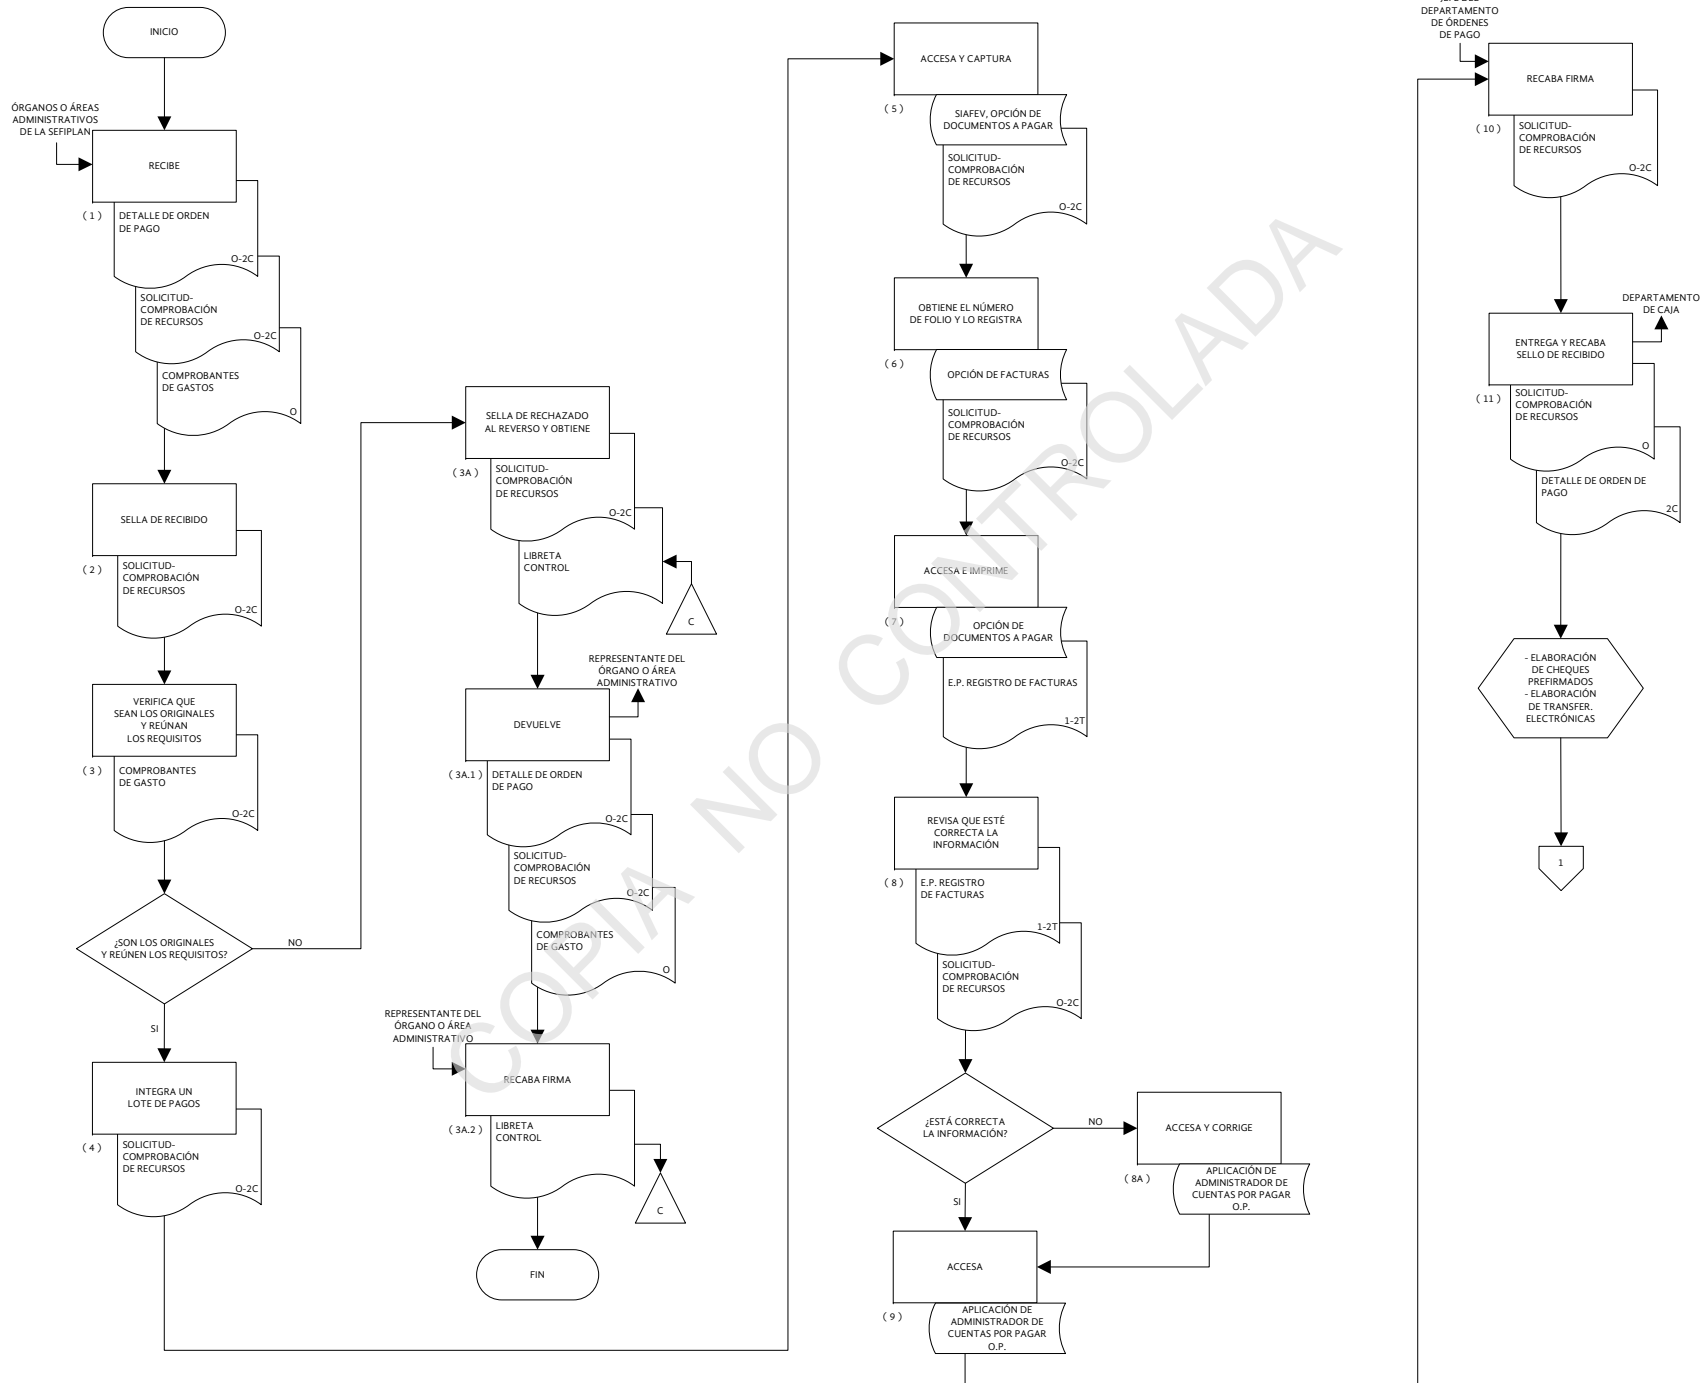 INICIO
ÓRGANOS O ÁREAS
ADMINISTRATIVOS
DE LA SEFIPLAN
RECIBE
( 1 )
DETALLE DE ORDEN
DE PAGO
O-2C
SOLICITUD-
COMPROBACIÓN
DE RECURSOS
O-2C
COMPROBANTES
DE GASTOS
O
SELLA DE RECIBIDO
( 2 )
SOLICITUD-
COMPROBACIÓN
DE RECURSOS
O-2C
VERIFICA QUE
SEAN LOS ORIGINALES
Y REÚNAN
LOS REQUISITOS
( 3 )
COMPROBANTES
DE GASTO
O-2C
¿SON LOS ORIGINALES
Y REÚNEN LOS REQUISITOS?
NO
SI
INTEGRA UN
LOTE DE PAGOS
( 4 )
SOLICITUD-
COMPROBACIÓN
DE RECURSOS
O-2C
SELLA DE RECHAZADO
AL REVERSO Y OBTIENE
( 3A )
SOLICITUD-
COMPROBACIÓN
DE RECURSOS
O-2C
LIBRETA
CONTROL
C
REPRESENTANTE DEL
ÓRGANO O ÁREA
ADMINISTRATIVO
DEVUELVE
( 3A.1 )
DETALLE DE ORDEN
DE PAGO
O-2C
SOLICITUD-
COMPROBACIÓN
DE RECURSOS
O-2C
COMPROBANTES
DE GASTO
O
REPRESENTANTE DEL
ÓRGANO O ÁREA
ADMINISTRATIVO
RECABA FIRMA
( 3A.2 )
LIBRETA
CONTROL
C
FIN
ACCESA Y CAPTURA
( 5 )
SIAFEV, OPCIÓN DE
DOCUMENTOS A PAGAR
SOLICITUD-
COMPROBACIÓN
DE RECURSOS
O-2C
OBTIENE EL NÚMERO
DE FOLIO Y LO REGISTRA
( 6 )
OPCIÓN DE FACTURAS
SOLICITUD-
COMPROBACIÓN
DE RECURSOS
O-2C
ACCESA E IMPRIME
( 7 )
OPCIÓN DE
DOCUMENTOS A PAGAR
E.P. REGISTRO DE FACTURAS
1-2T
REVISA QUE ESTÉ
CORRECTA LA
INFORMACIÓN
( 8 )
E.P. REGISTRO
DE FACTURAS
1-2T
SOLICITUD-
COMPROBACIÓN
DE RECURSOS
O-2C
¿ESTÁ CORRECTA
LA INFORMACIÓN?
NO
SI
ACCESA Y CORRIGE
( 8A )
APLICACIÓN DE
ADMINISTRADOR DE
CUENTAS POR PAGAR
O.P.
ACCESA
( 9 )
APLICACIÓN DE
ADMINISTRADOR DE
CUENTAS POR PAGAR
O.P.
DEPARTAMENTO
DE ÓRDENES
DE PAGO
RECABA FIRMA
( 10 )
SOLICITUD-
COMPROBACIÓN
DE RECURSOS
O-2C
DEPARTAMENTO
DE CAJA
ENTREGA Y RECABA
SELLO DE RECIBIDO
( 11 )
SOLICITUD-
COMPROBACIÓN
DE RECURSOS
O
DETALLE DE ORDEN DE
PAGO
2C
- ELABORACIÓN
DE CHEQUES
PREFIRMADOS
- ELABORACIÓN
DE TRANSFER.
ELECTRÓNICAS
1
COPIA NO CONTROLADA